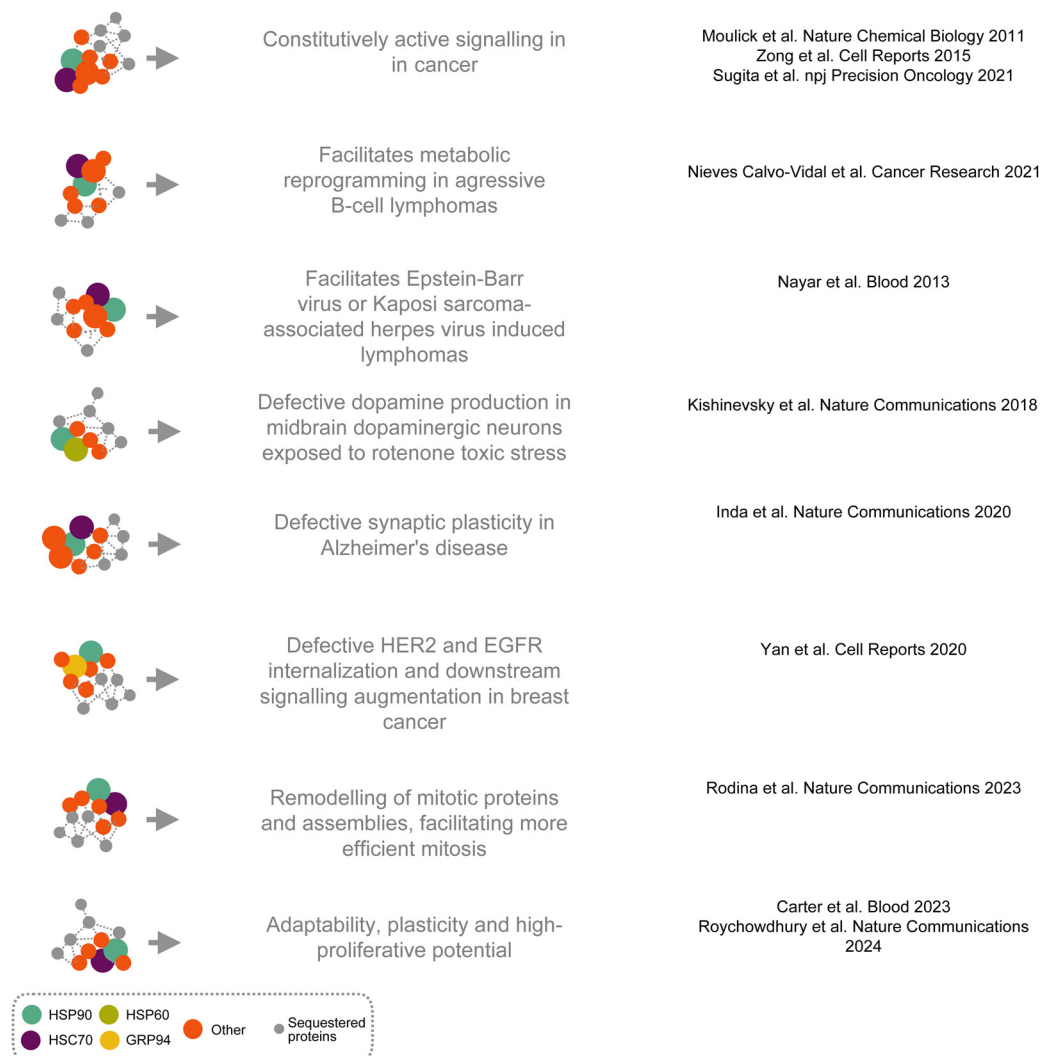 Constitutively active signalling in
in cancer
Moulick et al. Nature Chemical Biology 2011
Zong et al. Cell Reports 2015
Sugita et al. npj Precision Oncology 2021
Facilitates metabolic
reprogramming in agressive
B-cell lymphomas
Nieves Calvo-Vidal et al. Cancer Research 2021
Facilitates Epstein-Barr
virus or Kaposi sarcoma-
associated herpes virus induced
lymphomas
Nayar et al. Blood 2013
Defective dopamine production in
midbrain dopaminergic neurons
exposed to rotenone toxic stress
Kishinevsky et al. Nature Communications 2018
Defective synaptic plasticity in
Alzheimer's disease
Inda et al. Nature Communications 2020
Defective HER2 and EGFR
internalization and downstream
signalling augmentation in breast
cancer
Yan et al. Cell Reports 2020
Remodelling of mitotic proteins
and assemblies, facilitating more
efficient mitosis
Rodina et al. Nature Communications 2023
Adaptability, plasticity and high-
proliferative potential
Carter et al. Blood 2023
Roychowdhury et al. Nature Communications
2024
HSP90
HSP60
HSC70
GRP94
Other
Sequestered
proteins